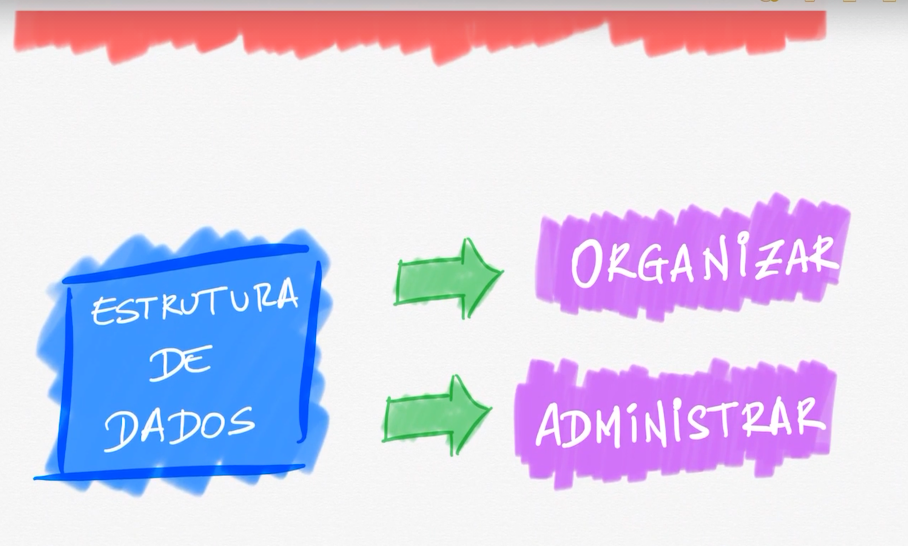 ESTRUTURA
DE
DADOS
ORGANIZAR
ADMINISTRAR